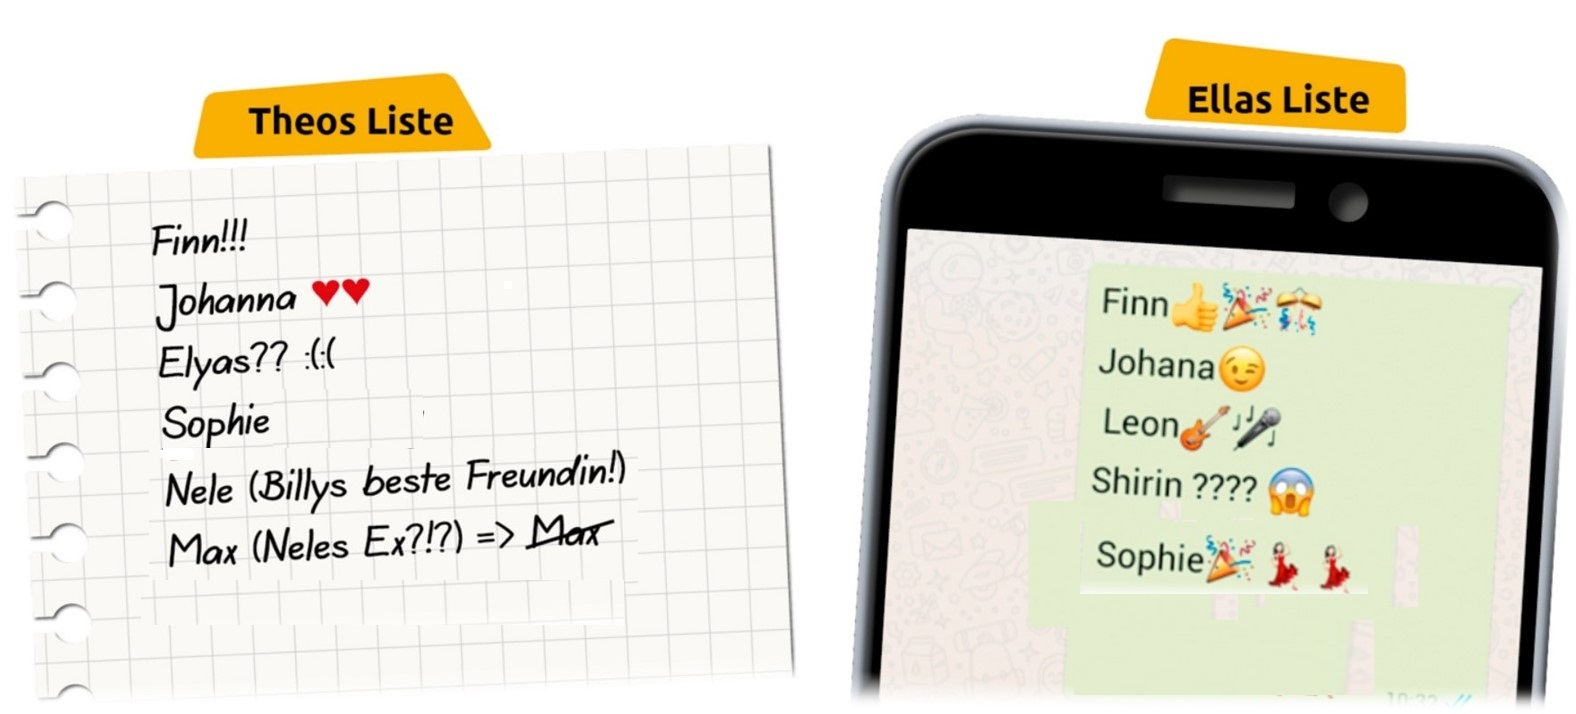 Theos Liste
Finn!!!
Johanna ♥♥
Elyas?? :(:(
Sophie
Nele (Billys beste Freundin!)
Max (Neles Ex?!?) => Max
Ellas Liste
Finn👍🎉🎊
Johana😉
Leon🎸🎤
Shirin ???? 😱
Sophie🎉💃💃